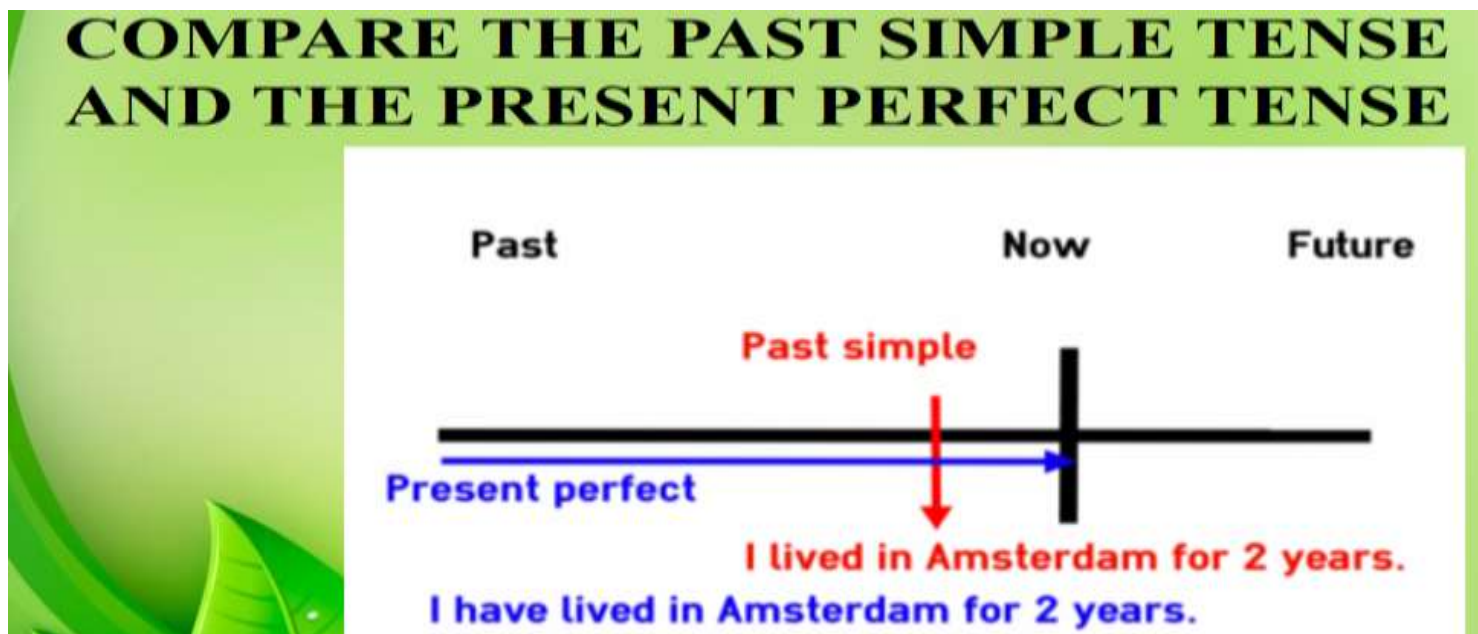 COMPARE THE PAST SIMPLE TENSE
AND THE PRESENT PERFECT TENSE
Past Now Future
Past simple
Present perfect
I lived in Amsterdam for 2 years.
I have lived in Amsterdam for 2 years.